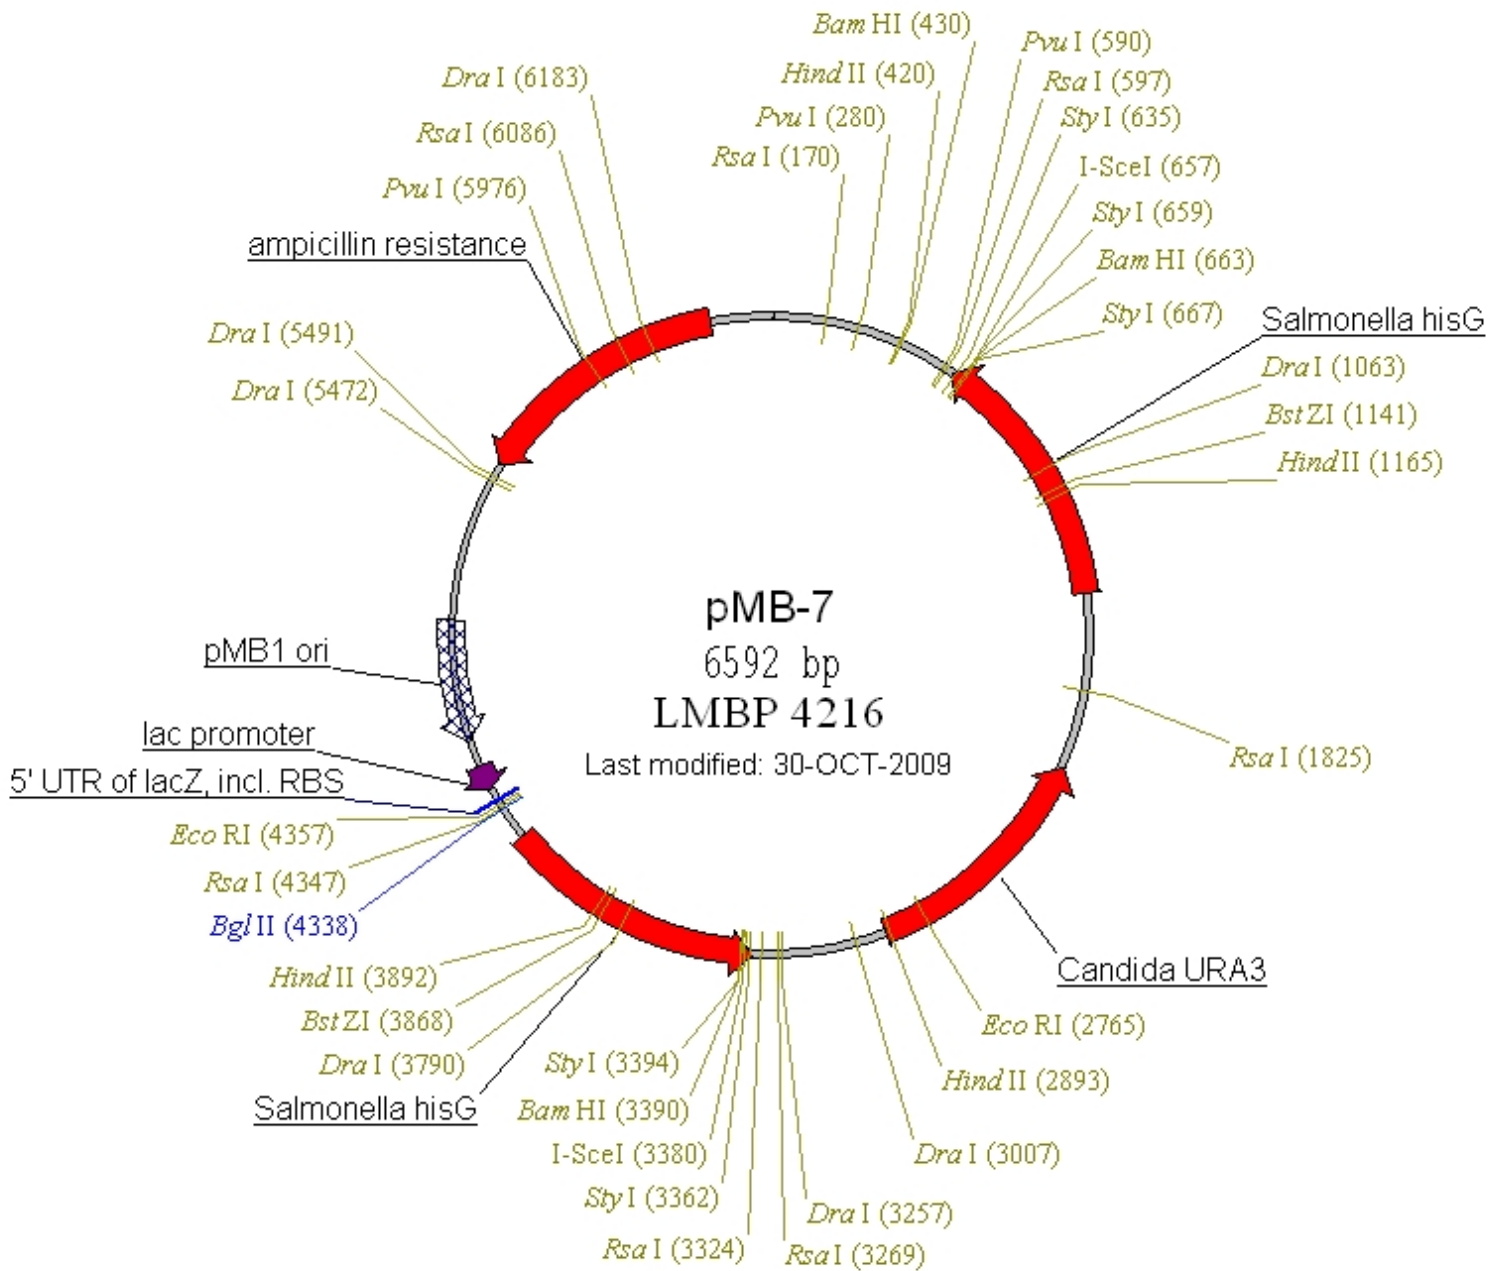 Bam HI (430)
Pvu I (590)
Hind II (420)
Rsa I (597)
Dra I (6183)
Pvu I (280)
Sty I (635)
Rsa I (6086)
Rsa I (170)
I-SceI (657)
Pvu I (5976)
Sty I (659)
ampicillin resistance
Bam HI (663)
Sty I (667)
Salmonella hisG
Dra I (5491)
Dra I (1063)
Dra I (5472)
Bst ZI (1141)
Hind II (1165)
pMB-7
6592 bp
LMBP 4216
Last modified: 30-OCT-2009
pMB1 ori
lac promoter
5' UTR of lacZ, incl. RBS
Rsa I (1825)
Eco RI (4357)
Rsa I (4347)
Bgl II (4338)
Hind II (3892)
Candida URA3
Bst ZI (3868)
Eco RI (2765)
Dra I (3790)
Sty I (3394)
Hind II (2893)
Salmonella hisG
Bam HI (3390)
I-SceI (3380)
Dra I (3007)
Sty I (3362)
Dra I (3257)
Rsa I (3324)
Rsa I (3269)